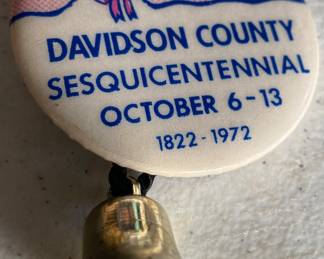 DAVIDSON COUNTY
SESQUICENTENNIAL
OCTOBER 6-13
1822-1972